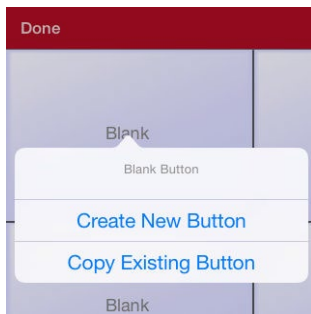 Done
Blank
Blank Button
Create New Button
Copy Existing Button
Blank